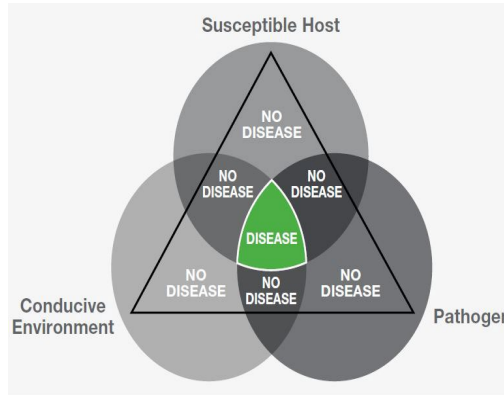 Susceptible Host
NO
DISEASE
NO
DISEASE
NO
DISEASE
DISEASE
NO
DISEASE
NO
DISEASE
NO
DISEASE
Conducive
Environment
Pathogen